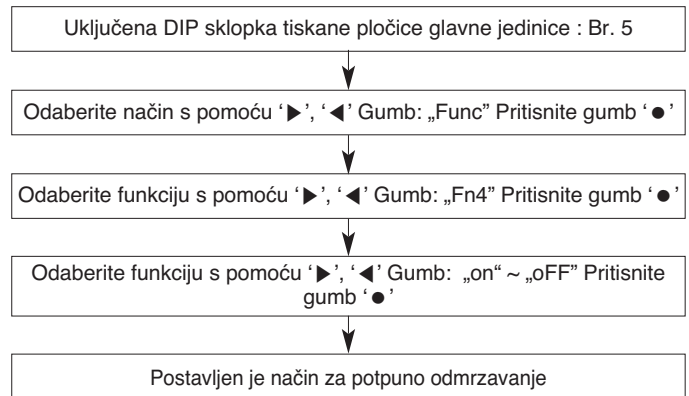 Uključena DIP sklopka tiskane pločice glavne jedinice : Br. 5
Odaberite način s pomoću ‘▶’, ‘◀’ Gumb: „Func” Pritisnite gumb ‘●’
Odaberite funkciju s pomoću ‘▶’, ‘◀’ Gumb: „Fn4” Pritisnite gumb ‘●’
Odaberite funkciju s pomoću ‘▶’, ‘◀’ Gumb: „on” ~ „oFF” Pritisnite
gumb ‘●’
Postavljen je način za potpuno odmrzavanje